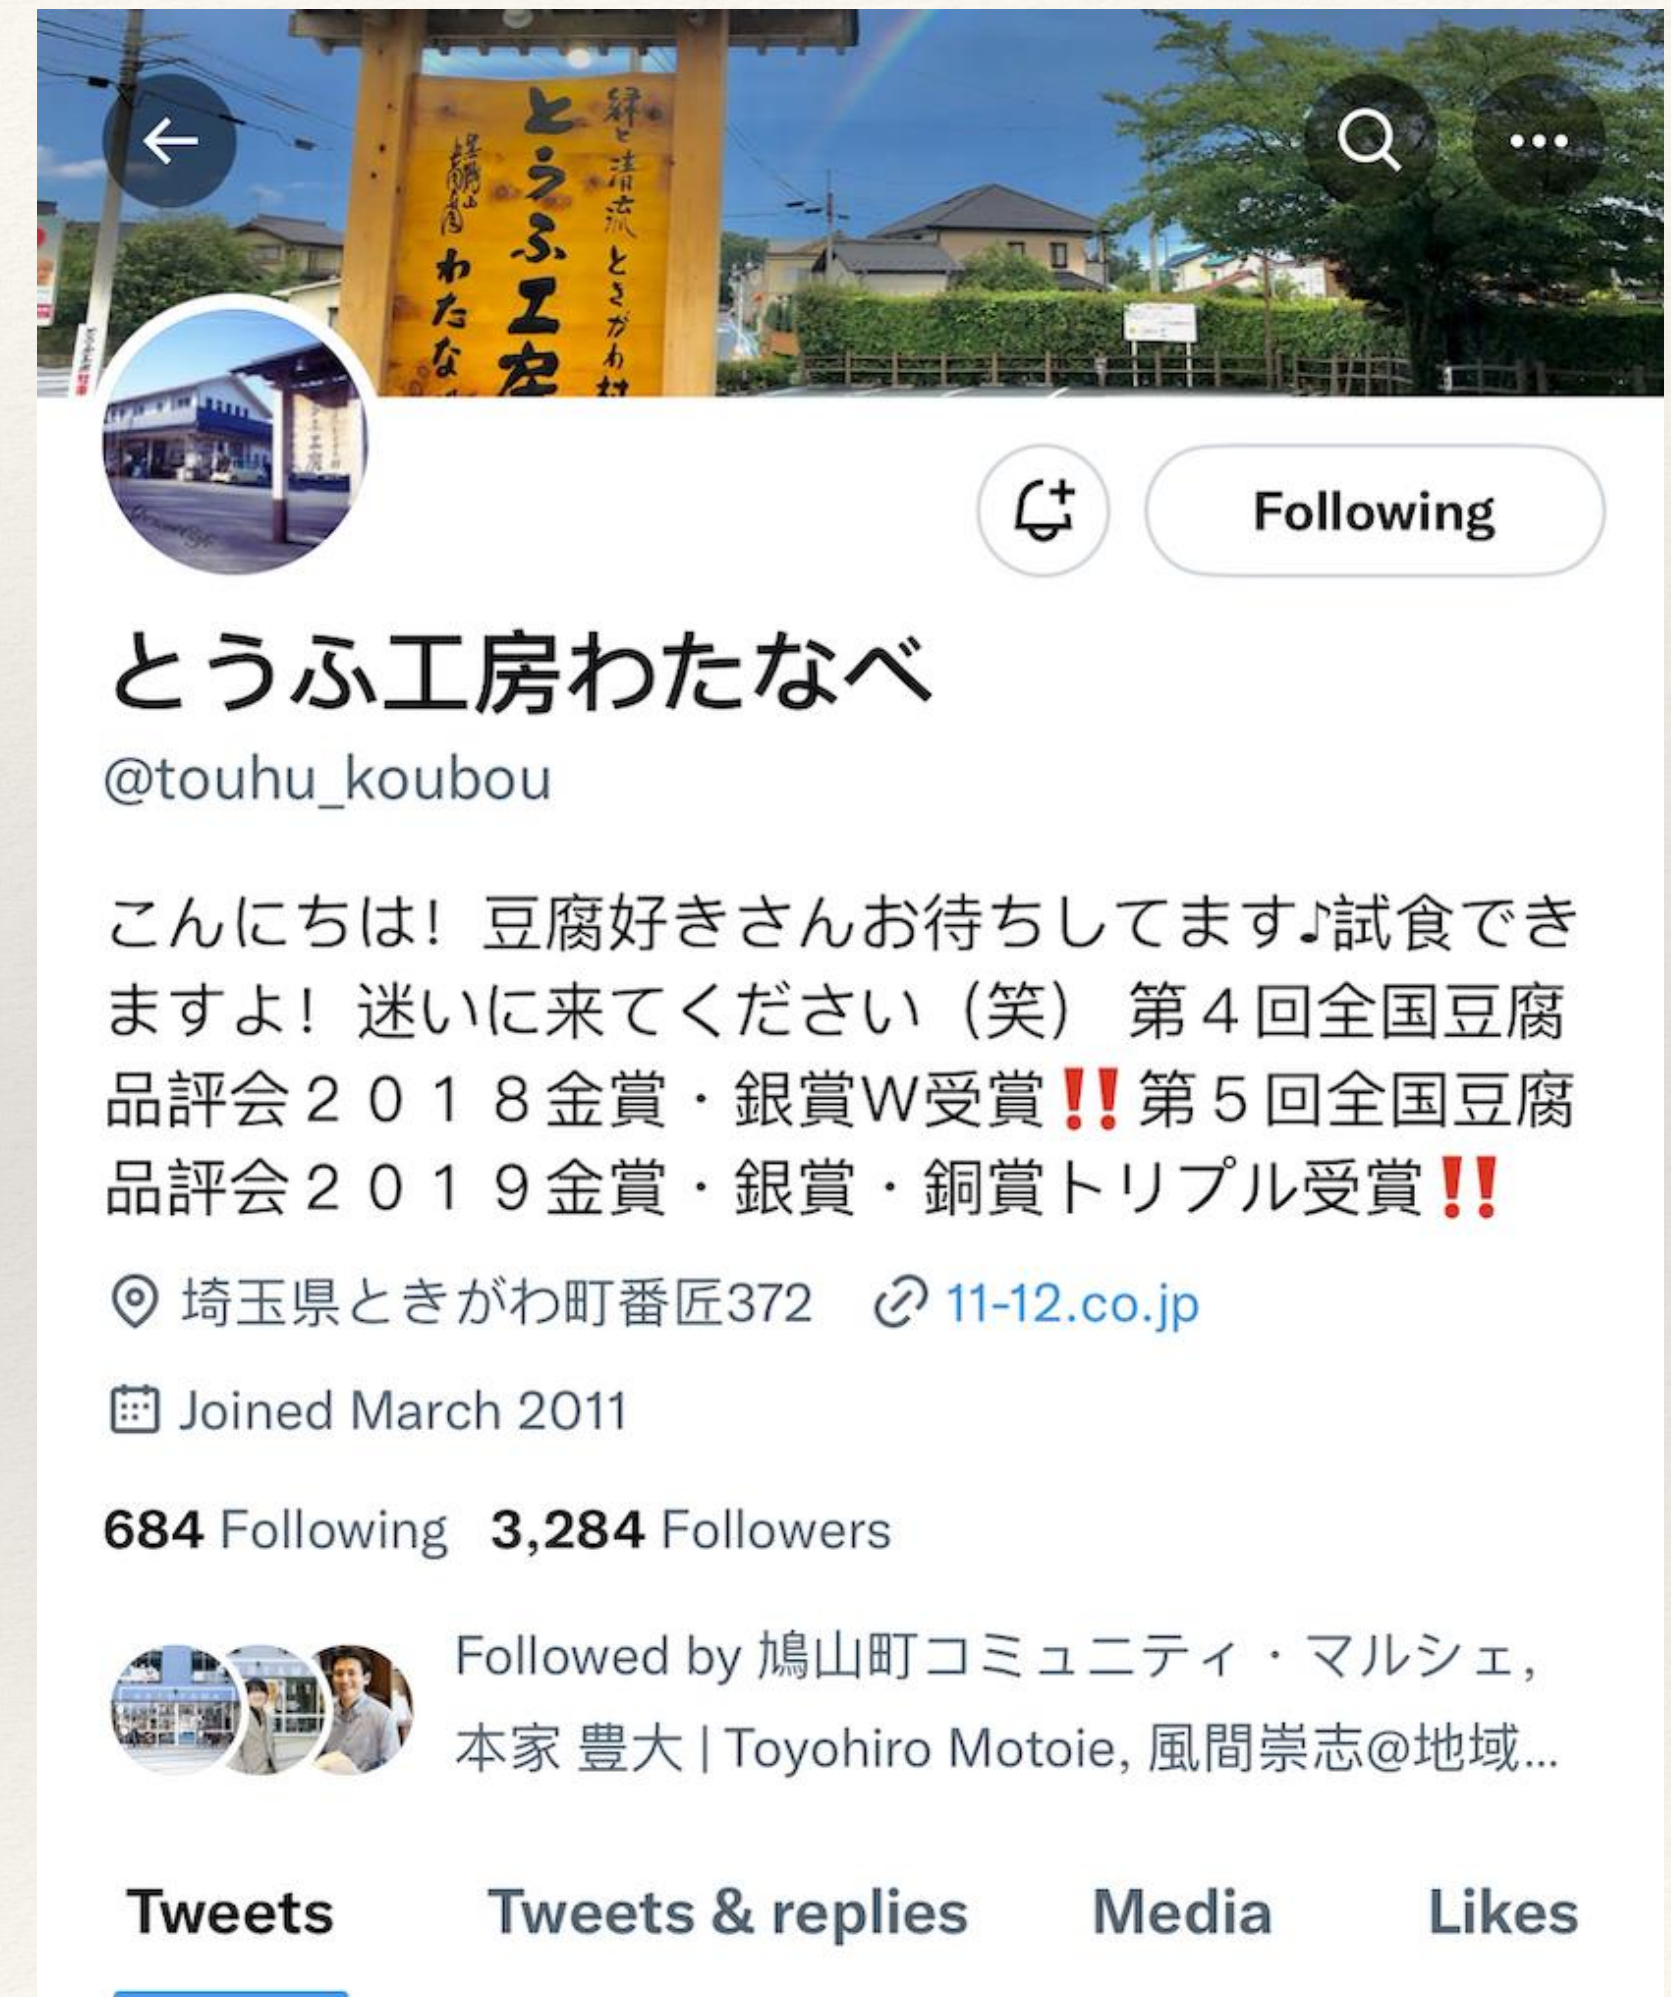 緑と清流ときがわ村
とうふ工房
わたな
とうふ工房わたなべ
Following
@touhu_koubou
こんにちは！豆腐好きさんお待ちしてます♪試食でき
ますよ！迷いに来てください（笑） 第４回全国豆腐
品評会２０１８金賞・銀賞W受賞‼️第５回全国豆腐
品評会２０１９金賞・銀賞・銅賞トリプル受賞‼️
埼玉県ときがわ町番匠372 11-12.co.jp
Joined March 2011
684 Following 3,284 Followers
Followed by 鳩山町コミュニティ・マルシェ,
本家 豊大 | Toyohiro Motoie, 風間崇志@地域...
Tweets Tweets & replies Media Likes